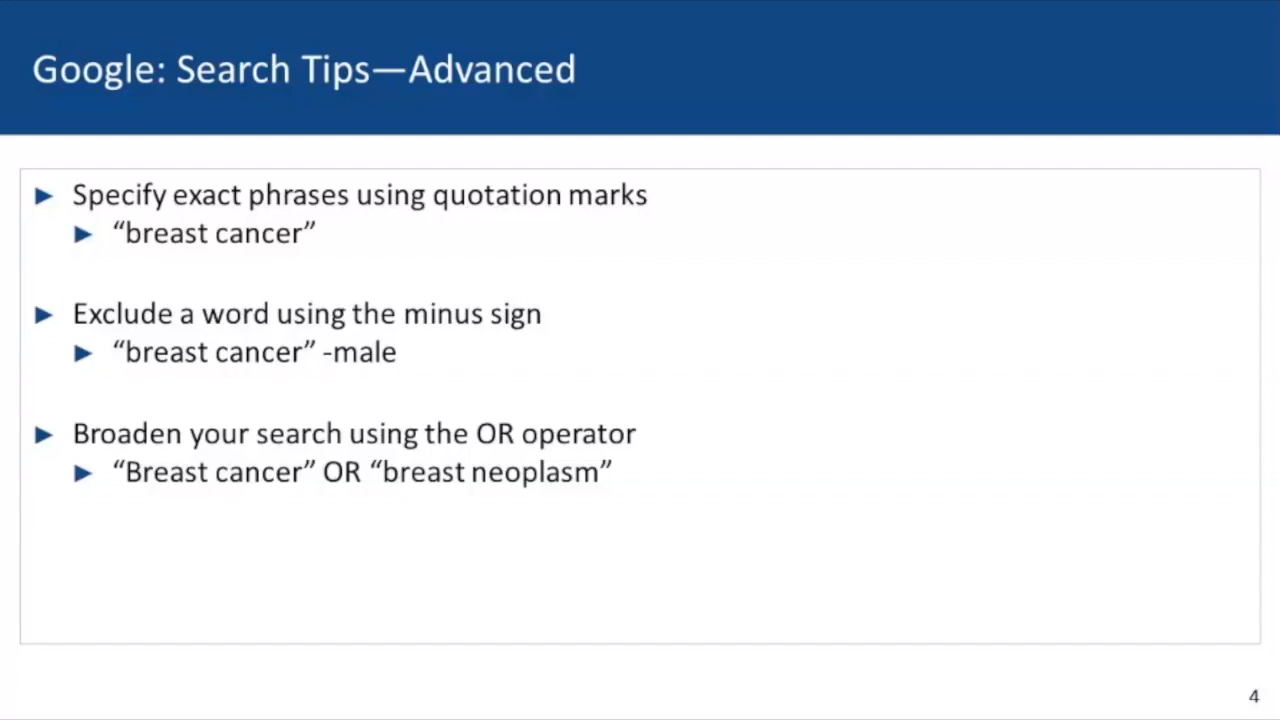 Google: Search Tips—Advanced
► Specify exact phrases using quotation marks
► “breast cancer”
► Exclude a word using the minus sign
► “breast cancer” -male
► Broaden your search using the OR operator
► “Breast cancer” OR “breast neoplasm”
4